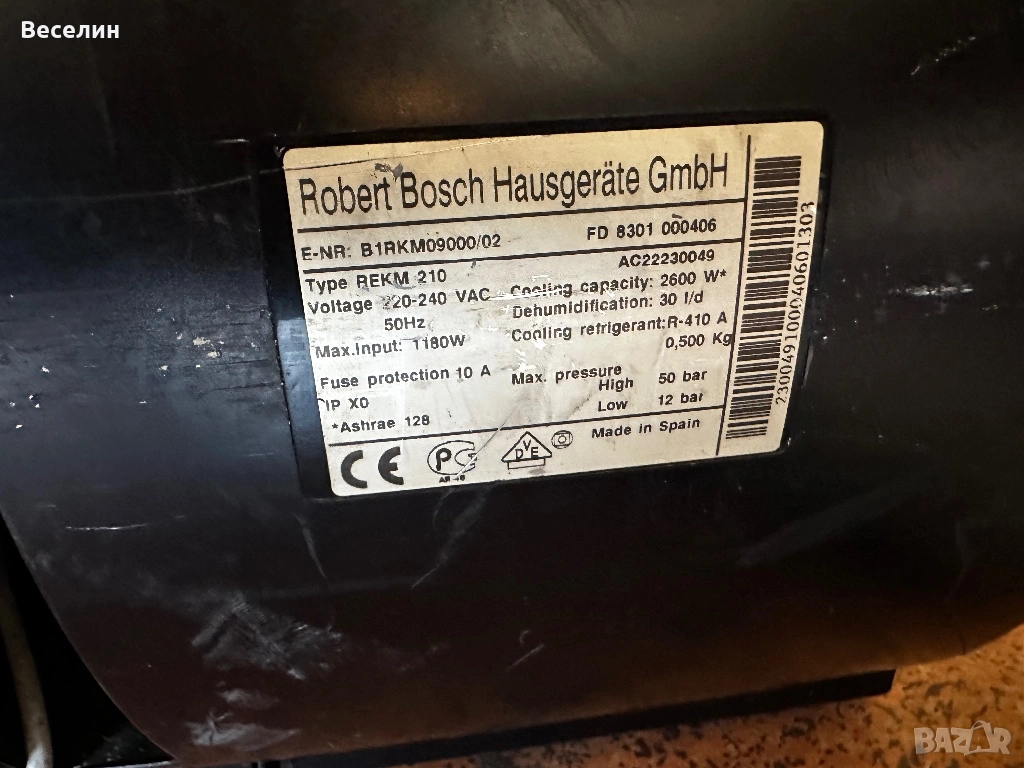 Веселин
Robert Bosch Hausgeräte GmbH
E-NR: B1RKM09000/02 FD 8301 000406
AC22230049
Type REKM 210
Voltage 220-240 VAC
50Hz
Max.Input: 1180W
Fuse protection 10 A
IP X0
*Ashrae 128
Cooling capacity: 2600 W*
Dehumidification: 30 l/d
Cooling refrigerant: R-410 A
0,500 Kg
Max. pressure
High 50 bar
Low 12 bar
CE
DVE
Made in Spain
230049100040601303
BAZAR